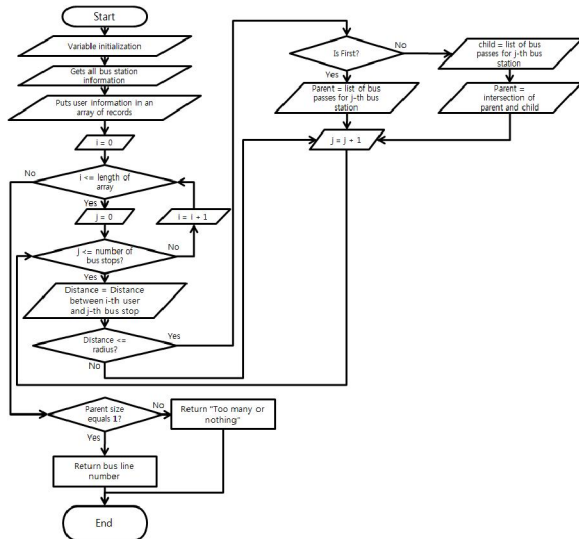 Start
Variable initialization
Gets all bus station
information
Puts user information in an
array of records
i = 0
No
i <= length of
array
Yes
j = 0
i = i + 1
j <= number of
bus stops?
No
Yes
Distance = Distance
between i-th user
and j-th bus stop
Distance <=
radius?
Yes
No
Is First?
No
Yes
child = list of bus
passes for j-th bus
station
Parent = list of bus
passes for j-th bus
station
Parent =
intersection of
parent and child
j = j + 1
Parent size
equals 1?
No
Return "Too many or
nothing"
Yes
Return bus line
number
End